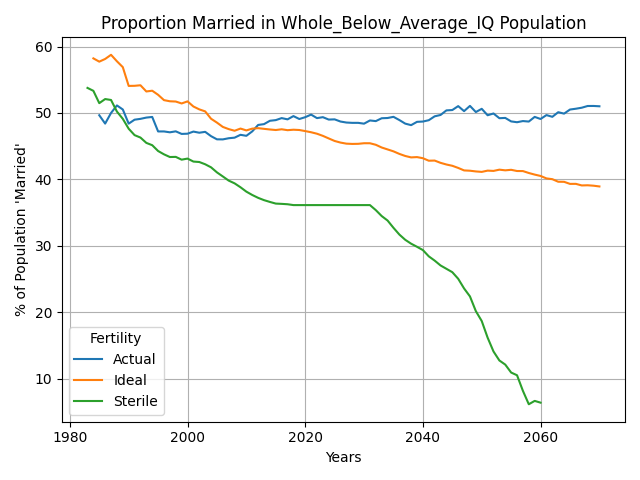 Proportion Married in Whole_Below_Average_IQ Population
% of Population 'Married'
60
50
40
30
20
10
Fertility
Actual
Ideal
Sterile
1980 2000 2020 2040 2060
Years